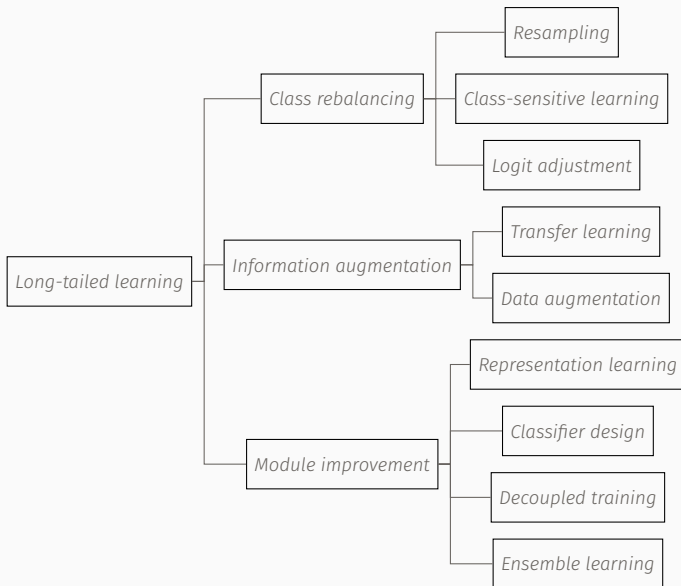 Long-tailed learning
Class rebalancing
Resampling
Class-sensitive learning
Logit adjustment
Information augmentation
Transfer learning
Data augmentation
Module improvement
Representation learning
Classifier design
Decoupled training
Ensemble learning